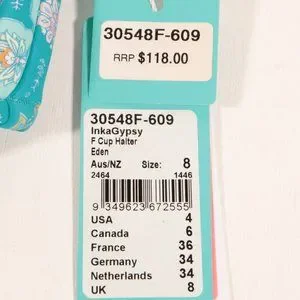 30548F-609
RRP $118.00
30548F-609
InkaGypsy
F Cup Halter
Eden
Aus/NZ Size: 8
2464 1446
9 349623 672555
USA 4
Canada 6
France 36
Germany 34
Netherlands 34
UK 8